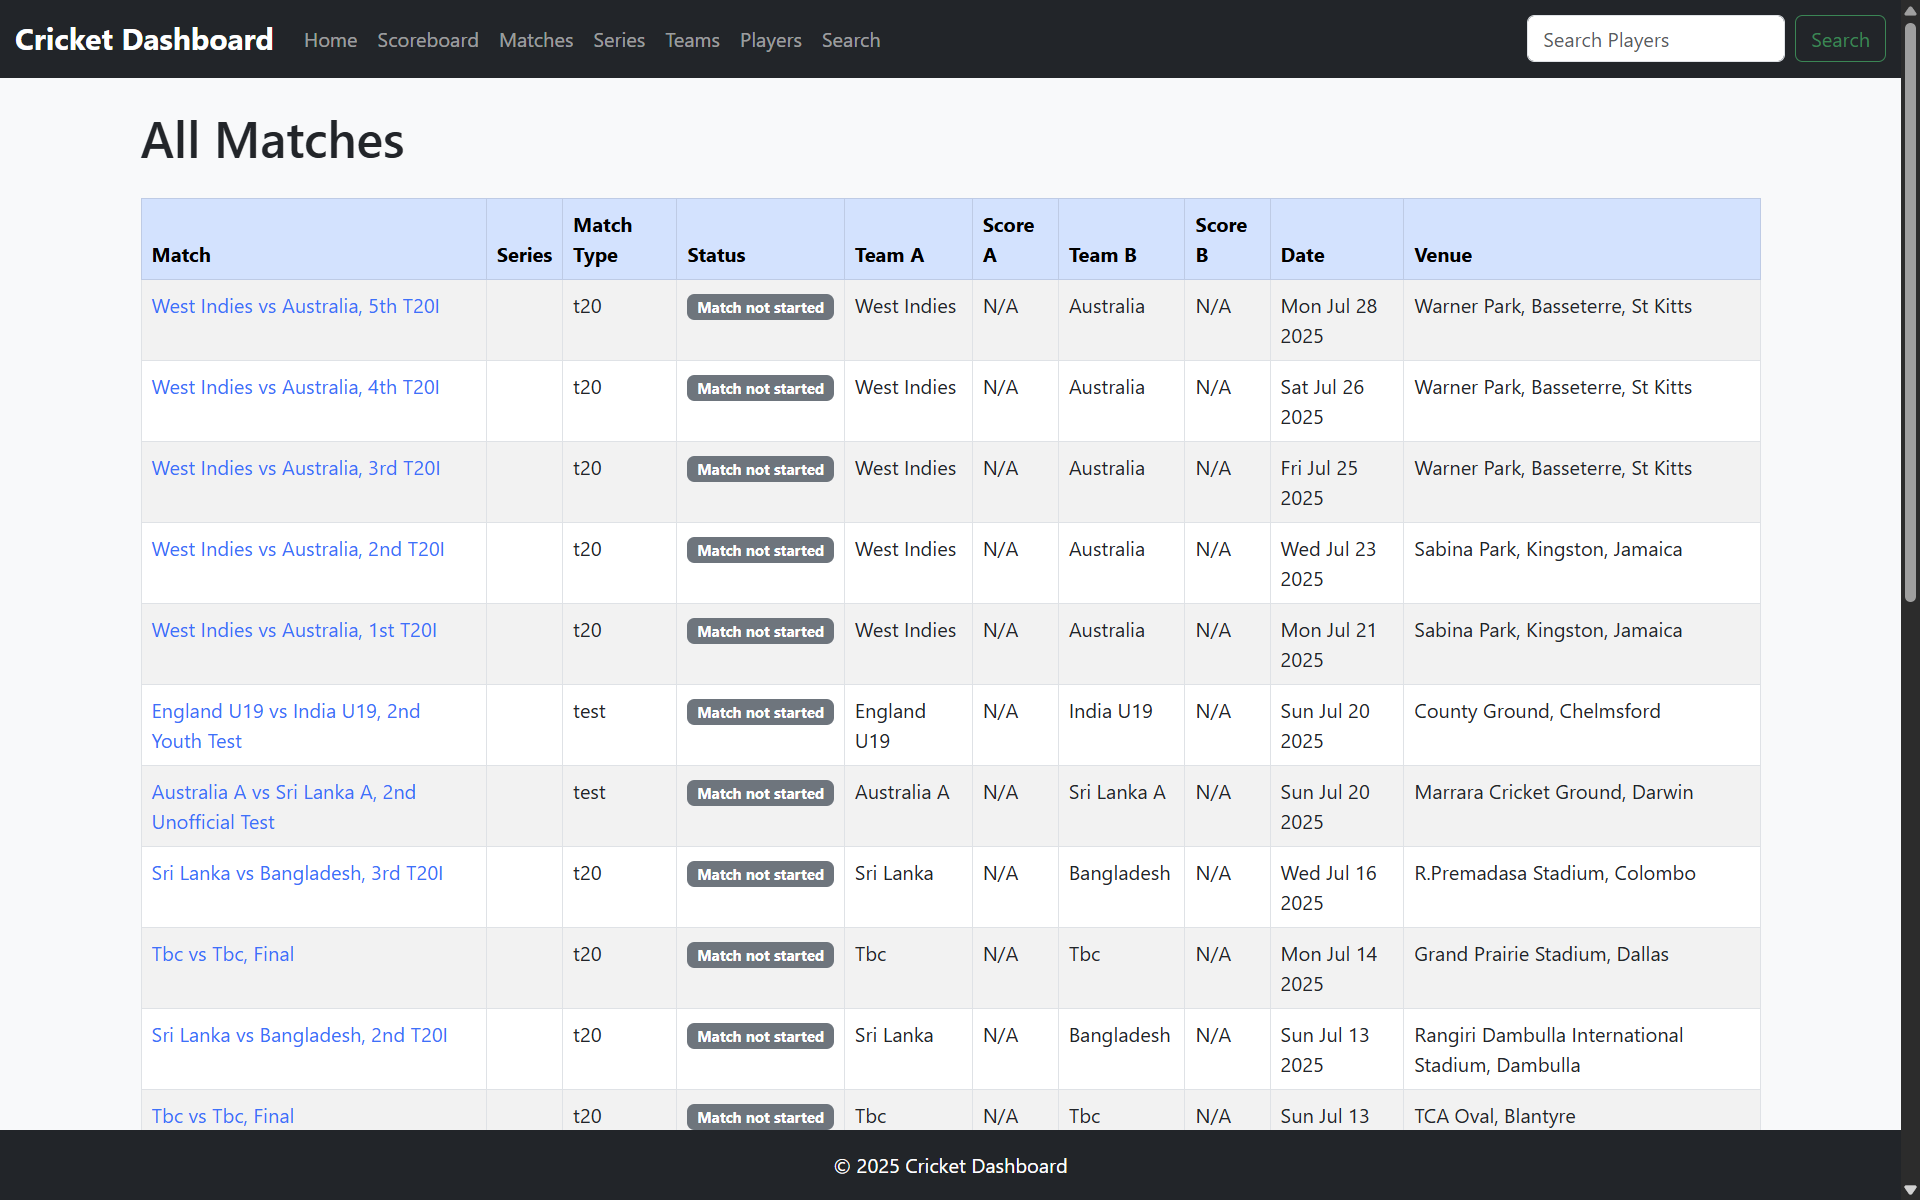 Cricket Dashboard Home Scoreboard Matches Series Teams Players Search Search Players Search
All Matches
Match Series Match Type Status Team A Score A Team B Score B Date Venue
West Indies vs Australia, 5th T20I t20 Match not started West Indies N/A Australia N/A Mon Jul 28 2025 Warner Park, Basseterre, St Kitts
West Indies vs Australia, 4th T20I t20 Match not started West Indies N/A Australia N/A Sat Jul 26 2025 Warner Park, Basseterre, St Kitts
West Indies vs Australia, 3rd T20I t20 Match not started West Indies N/A Australia N/A Fri Jul 25 2025 Warner Park, Basseterre, St Kitts
West Indies vs Australia, 2nd T20I t20 Match not started West Indies N/A Australia N/A Wed Jul 23 2025 Sabina Park, Kingston, Jamaica
West Indies vs Australia, 1st T20I t20 Match not started West Indies N/A Australia N/A Mon Jul 21 2025 Sabina Park, Kingston, Jamaica
England U19 vs India U19, 2nd Youth Test test Match not started England U19 N/A India U19 N/A Sun Jul 20 2025 County Ground, Chelmsford
Australia A vs Sri Lanka A, 2nd Unofficial Test test Match not started Australia A N/A Sri Lanka A N/A Sun Jul 20 2025 Marrara Cricket Ground, Darwin
Sri Lanka vs Bangladesh, 3rd T20I t20 Match not started Sri Lanka N/A Bangladesh N/A Wed Jul 16 2025 R.Premadasa Stadium, Colombo
Tbc vs Tbc, Final t20 Match not started Tbc N/A Tbc N/A Mon Jul 14 2025 Grand Prairie Stadium, Dallas
Sri Lanka vs Bangladesh, 2nd T20I t20 Match not started Sri Lanka N/A Bangladesh N/A Sun Jul 13 2025 Rangiri Dambulla International Stadium, Dambulla
Tbc vs Tbc, Final t20 Match not started Tbc N/A Tbc N/A Sun Jul 13 TCA Oval, Blantyre
© 2025 Cricket Dashboard